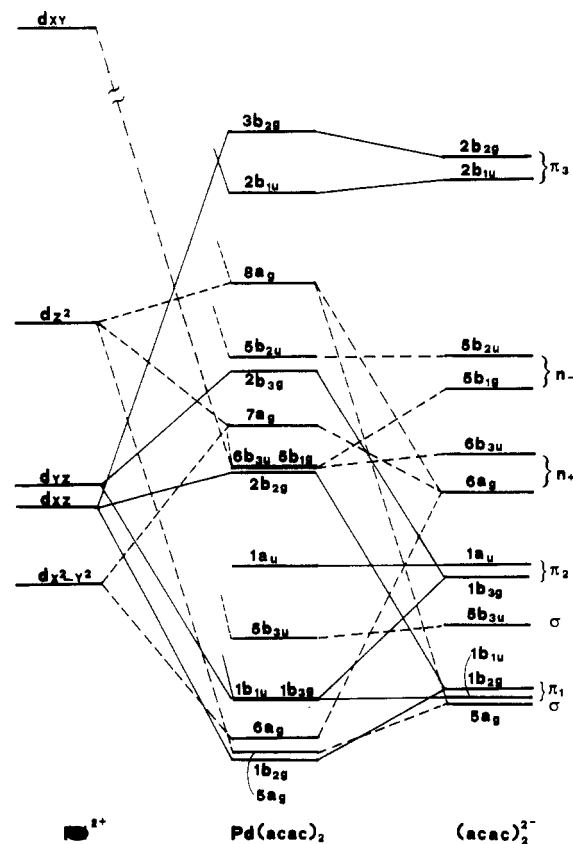 dxy
3b2g
2b2g
2b1u
π3
2b1u
8ag
dz2
5b2u
5b2u
n-
2b3g
5b1g
7ag
6b3u 5b1g
6b3u
n+
dyz
2b2g
6ag
dxz
1au
1au
π2
dx2-y2
1b3g
5b3u
5b3u
σ
1b1u
1b1u 1b3g
1b2g
π1
6ag
5ag
σ
1b2g
5ag
2+
Pd(acac)2
(acac)22-